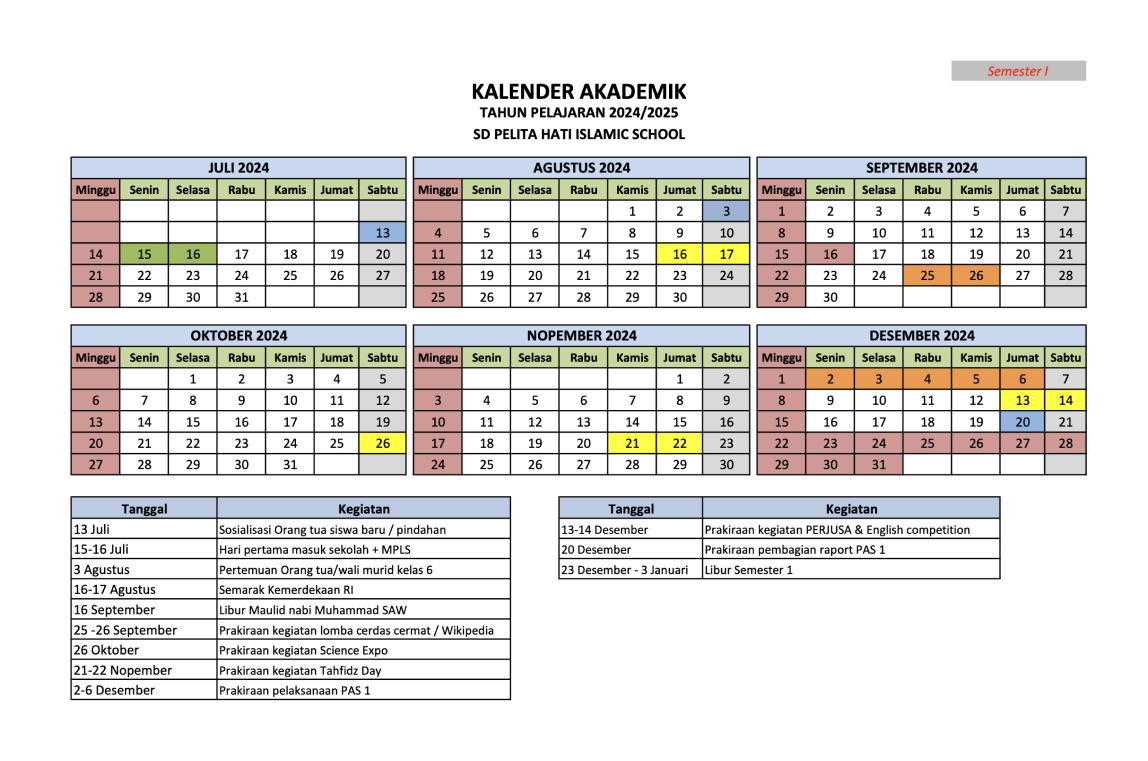 Semester I
KALENDER AKADEMIK
TAHUN PELAJARAN 2024/2025
SD PELITA HATI ISLAMIC SCHOOL
JULI 2024
Minggu Senin Selasa Rabu Kamis Jumat Sabtu
13
14 15 16 17 18 19 20
21 22 23 24 25 26 27
28 29 30 31
AGUSTUS 2024
Minggu Senin Selasa Rabu Kamis Jumat Sabtu
1 2 3
4 5 6 7 8 9 10
11 12 13 14 15 16 17
18 19 20 21 22 23 24
25 26 27 28 29 30
SEPTEMBER 2024
Minggu Senin Selasa Rabu Kamis Jumat Sabtu
1 2 3 4 5 6 7
8 9 10 11 12 13 14
15 16 17 18 19 20 21
22 23 24 25 26 27 28
29 30
OKTOBER 2024
Minggu Senin Selasa Rabu Kamis Jumat Sabtu
1 2 3 4 5
6 7 8 9 10 11 12
13 14 15 16 17 18 19
20 21 22 23 24 25 26
27 28 29 30 31
NOPEMBER 2024
Minggu Senin Selasa Rabu Kamis Jumat Sabtu
1 2
3 4 5 6 7 8 9
10 11 12 13 14 15 16
17 18 19 20 21 22 23
24 25 26 27 28 29 30
DESEMBER 2024
Minggu Senin Selasa Rabu Kamis Jumat Sabtu
1 2 3 4 5 6 7
8 9 10 11 12 13 14
15 16 17 18 19 20 21
22 23 24 25 26 27 28
29 30 31
Tanggal Kegiatan
13 Juli Sosialisasi Orang tua siswa baru / pindahan
15-16 Juli Hari pertama masuk sekolah + MPLS
3 Agustus Pertemuan Orang tua/wali murid kelas 6
16-17 Agustus Semarak Kemerdekaan RI
16 September Libur Maulid nabi Muhammad SAW
25 -26 September Prakiraan kegiatan lomba cerdas cermat / Wikipedia
26 Oktober Prakiraan kegiatan Science Expo
21-22 Nopember Prakiraan kegiatan Tahfidz Day
2-6 Desember Prakiraan pelaksanaan PAS 1
Tanggal Kegiatan
13-14 Desember Prakiraan kegiatan PERJUSA & English competition
20 Desember Prakiraan pembagian raport PAS 1
23 Desember - 3 Januari Libur Semester 1